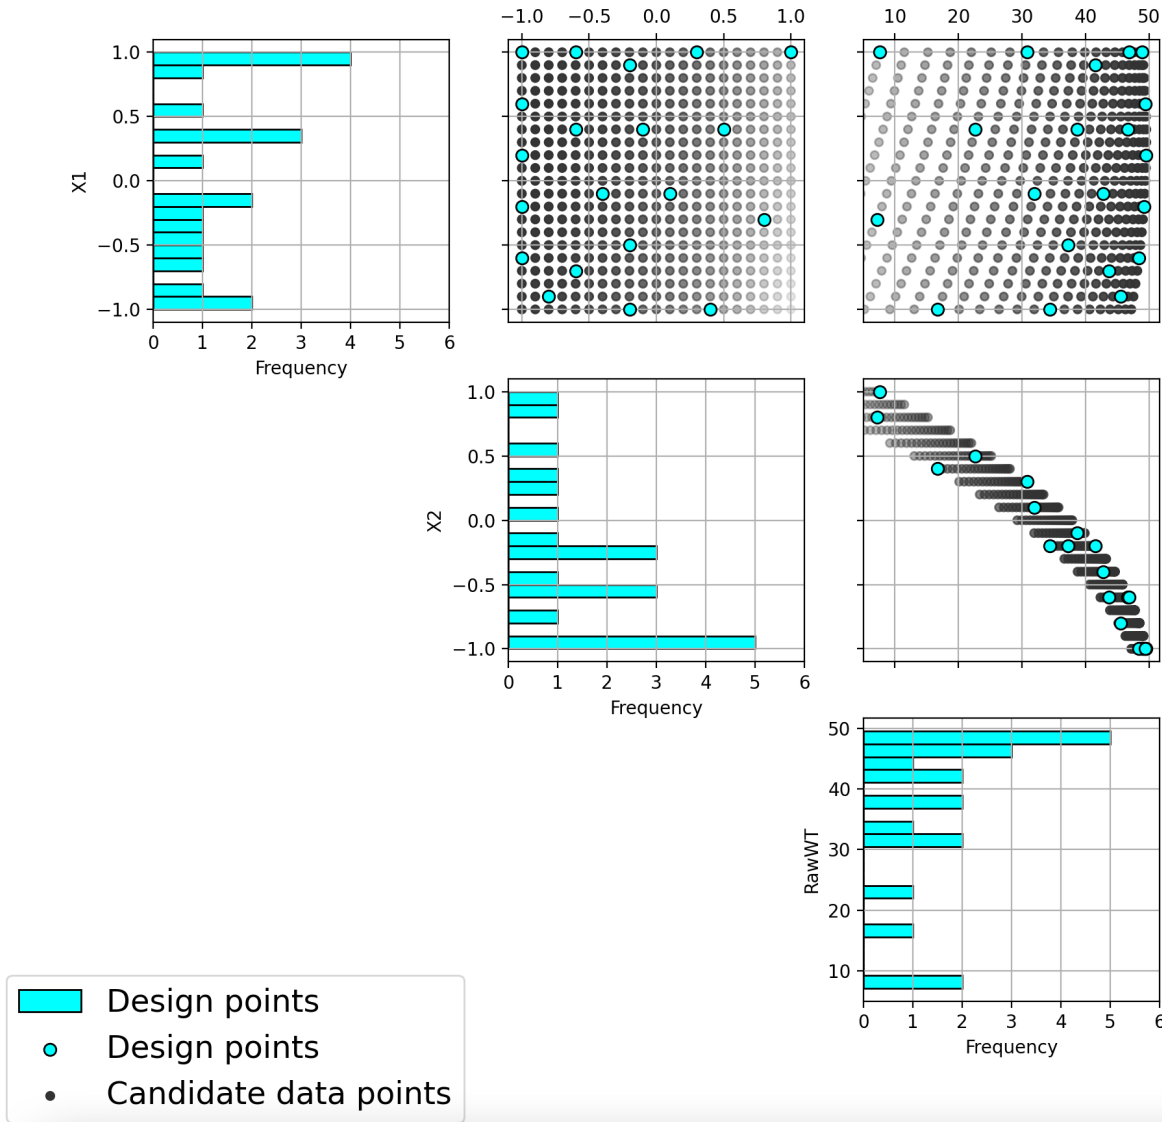 −1.0 −0.5 0.0 0.5 1.0 10 20 30 40 50
1.0
0.5
0.0
−0.5
−1.0
X1
0 1 2 3 4 5 6
Frequency
1.0
0.5
0.0
−0.5
−1.0
X2
0 1 2 3 4 5 6
Frequency
50
40
30
20
10
RawWT
0 1 2 3 4 5 6
Frequency
Design points
Design points
Candidate data points